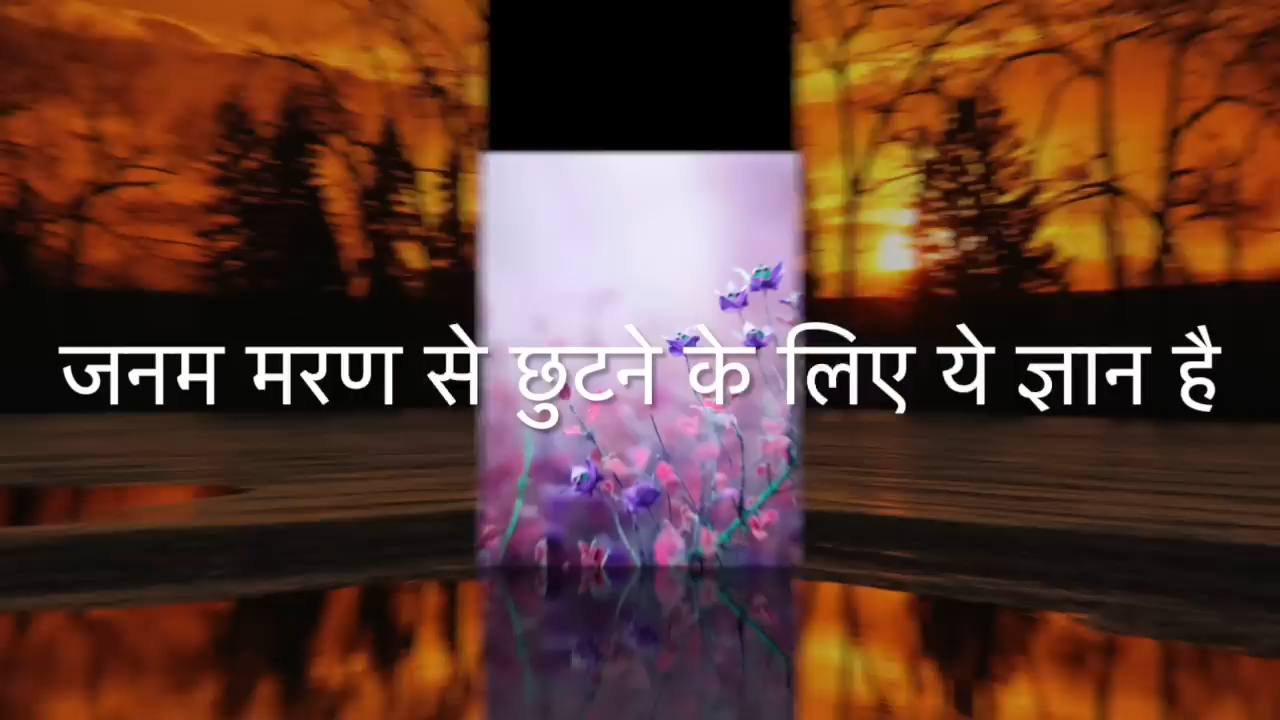 जनम मरण से छुटने के लिए ये ज्ञान है